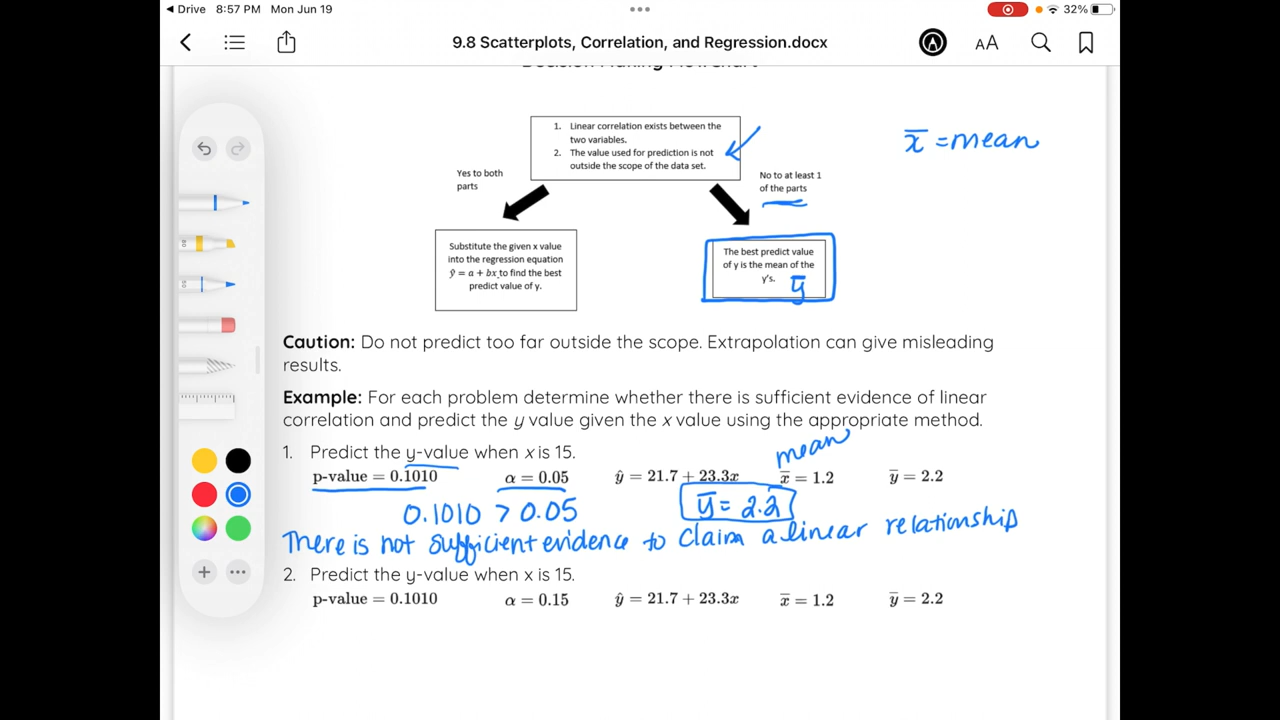 Drive 8:57 PM Mon Jun 19 32%
9.8 Scatterplots, Correlation, and Regression.docx
AA
1. Linear correlation exists between the
two variables.
2. The value used for prediction is not
outside the scope of the data set.
x̄ = mean
Yes to both
parts
No to at least 1
of the parts
Substitute the given x value
into the regression equation
ŷ = a + bx to find the best
predict value of y.
The best predict value
of y is the mean of the
y's. ȳ
Caution: Do not predict too far outside the scope. Extrapolation can give misleading
results.
Example: For each problem determine whether there is sufficient evidence of linear
correlation and predict the y value given the x value using the appropriate method.
1. Predict the y-value when x is 15.
mean
p-value = 0.1010 α = 0.05 ŷ = 21.7 + 23.3x x̄ = 1.2 ȳ = 2.2
0.1010 > 0.05 ȳ = 2.2
There is not sufficient evidence to claim a linear relationship
2. Predict the y-value when x is 15.
p-value = 0.1010 α = 0.15 ŷ = 21.7 + 23.3x x̄ = 1.2 ȳ = 2.2